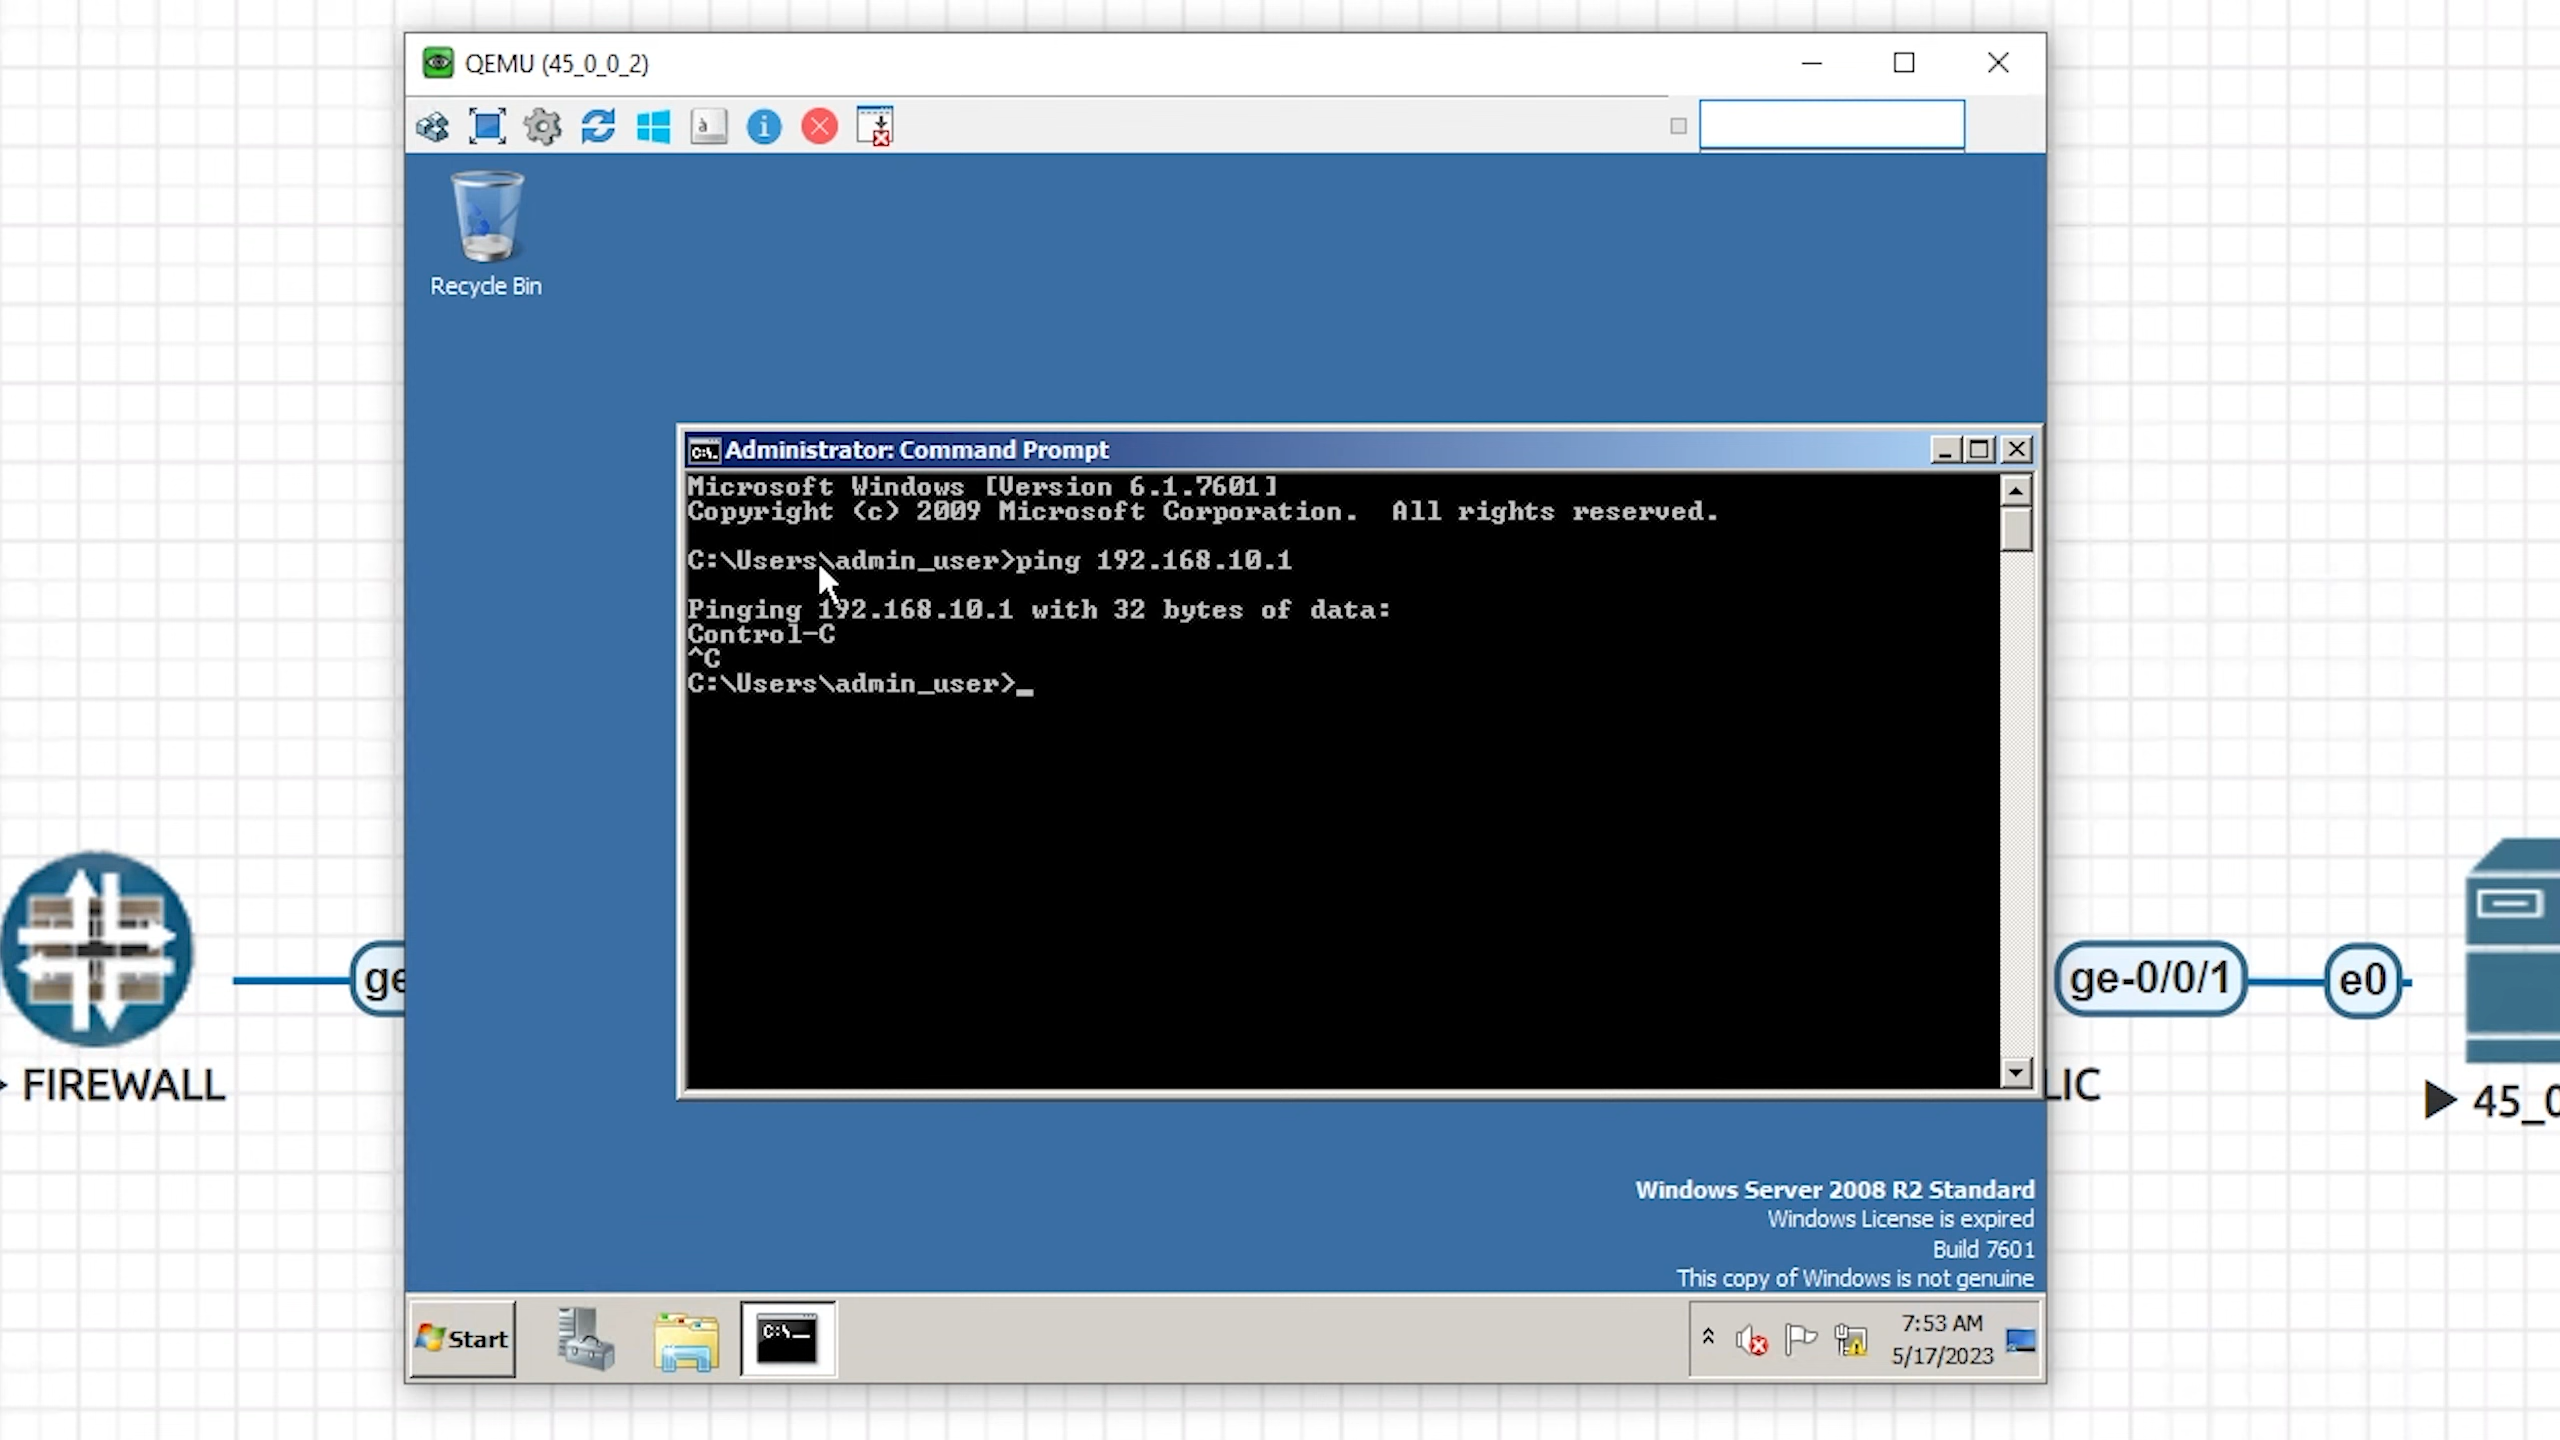 QEMU (45_0_0_2)
Recycle Bin
Administrator: Command Prompt
Microsoft Windows [Version 6.1.7601]
Copyright (c) 2009 Microsoft Corporation.  All rights reserved.
C:\Users\admin_user>ping 192.168.10.1
Pinging 192.168.10.1 with 32 bytes of data:
Control-C
^C
C:\Users\admin_user>_
ge
ge-0/0/1
e0
FIREWALL
LIC
45_0
Windows Server 2008 R2 Standard
Windows License is expired
Build 7601
This copy of Windows is not genuine
Start
C:\_
7:53 AM
5/17/2023